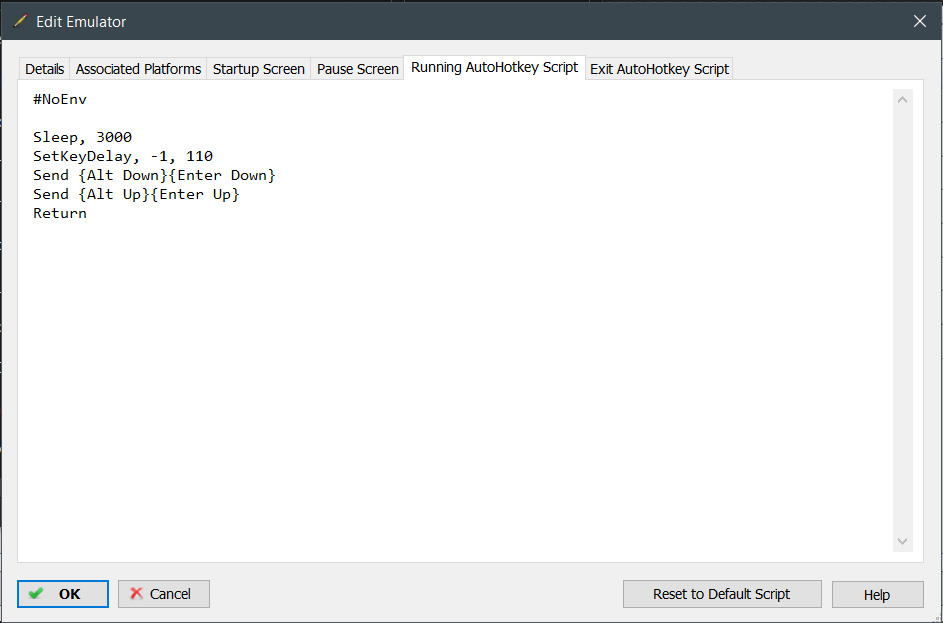 Edit Emulator
Details Associated Platforms Startup Screen Pause Screen Running AutoHotkey Script Exit AutoHotkey Script
#NoEnv
Sleep, 3000
SetKeyDelay, -1, 110
Send {Alt Down}{Enter Down}
Send {Alt Up}{Enter Up}
Return
OK Cancel Reset to Default Script Help